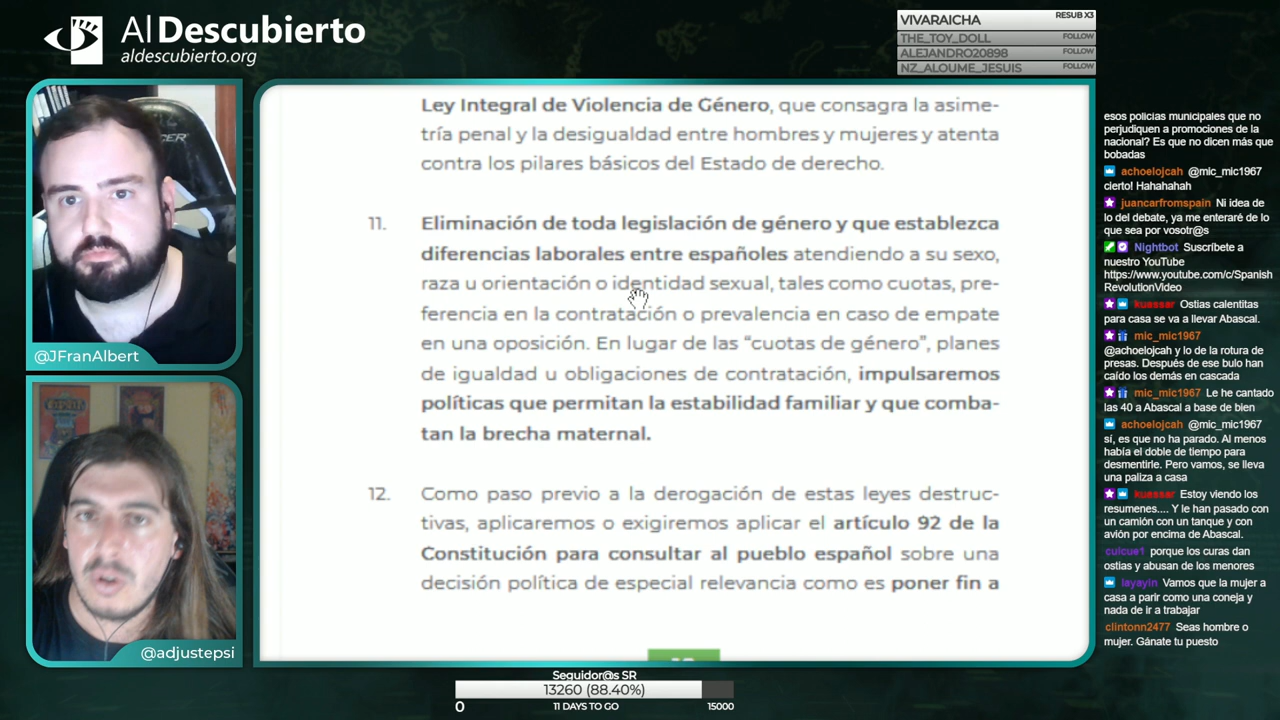 Al Descubierto
aldescubierto.org
VIVARAICHA RESUB X3
THE_TOY_DOLL FOLLOW
ALEJANDRO20898 FOLLOW
NZ_ALOUME_JESUIS FOLLOW
@JFranAlbert
@adjustepsi
Ley Integral de Violencia de Género, que consagra la asime-
tría penal y la desigualdad entre hombres y mujeres y atenta
contra los pilares básicos del Estado de derecho.
11. Eliminación de toda legislación de género y que establezca
diferencias laborales entre españoles atendiendo a su sexo,
raza u orientación o identidad sexual, tales como cuotas, pre-
ferencia en la contratación o prevalencia en caso de empate
en una oposición. En lugar de las “cuotas de género”, planes
de igualdad u obligaciones de contratación, impulsaremos
políticas que permitan la estabilidad familiar y que comba-
tan la brecha maternal.
12. Como paso previo a la derogación de estas leyes destruc-
tivas, aplicaremos o exigiremos aplicar el artículo 92 de la
Constitución para consultar al pueblo español sobre una
decisión política de especial relevancia como es poner fin a
esos policías municipales que no
perjudiquen a promociones de la
nacional? Es que no dicen más que
bobadas
achoelojcah @mic_mic1967
cierto! Hahahahah
juancarfromspain Ni idea de
lo del debate, ya me enteraré de lo
que sea por vosotr@s
Nightbot Suscríbete a
nuestro YouTube
https://www.youtube.com/c/Spanish
RevolutionVideo
kuassar Ostias calentitas
para casa se va a llevar Abascal.
mic_mic1967
@achoelojcah y lo de la rotura de
presas. Después de ese bulo han
caído los demás en cascada
mic_mic1967 Le he cantado
las 40 a Abascal a base de bien
achoelojcah @mic_mic1967
sí, es que no ha parado. Al menos
había el doble de tiempo para
desmentirle. Pero vamos, se lleva
una paliza a casa
kuassar Estoy viendo los
resumenes.... Y le han pasado con
un camión con un tanque y con
avión por encima de Abascal.
culcue1 porque los curas dan
ostias y abusan de los menores
layayin Vamos que la mujer a
casa a parir como una coneja y
nada de ir a trabajar
clintonn2477 Seas hombre o
mujer. Gánate tu puesto
Seguidor@s SR
13260 (88.40%)
0 11 DAYS TO GO 15000